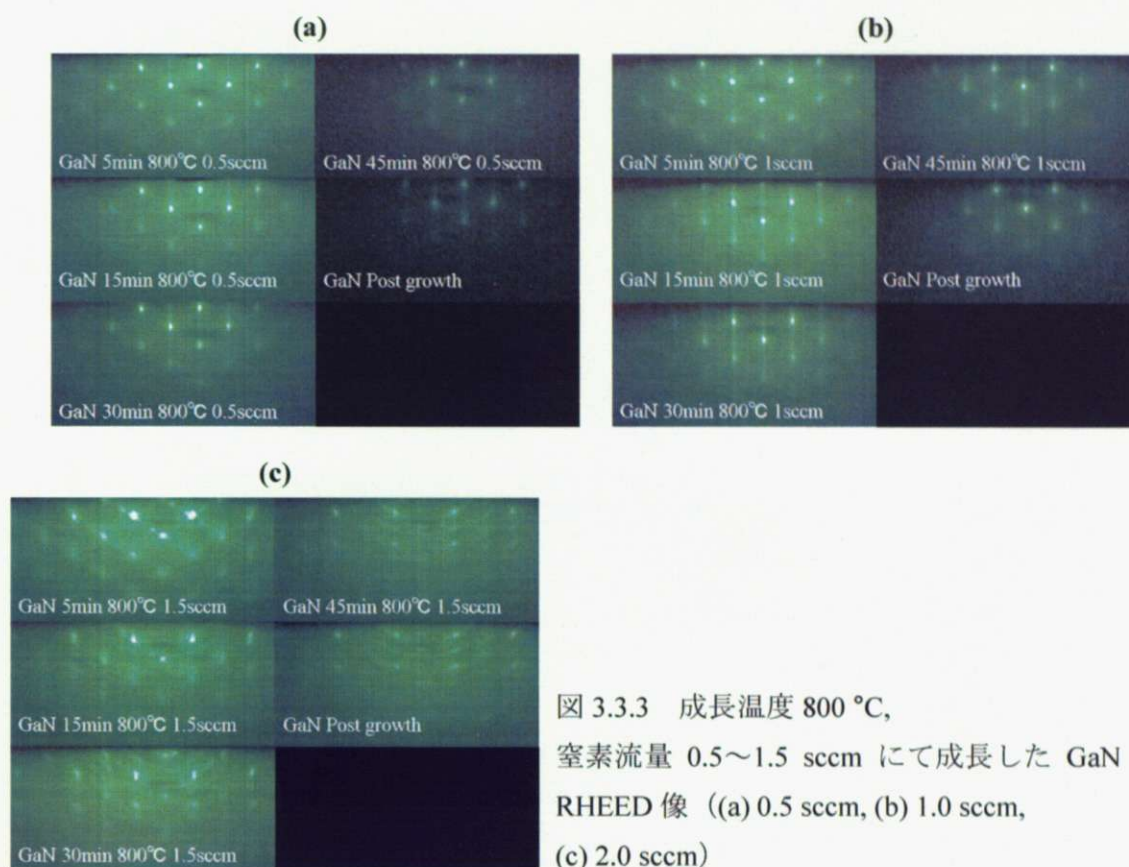 (a)
GaN 5min 800℃ 0.5sccm
GaN 45min 800℃ 0.5sccm
GaN 15min 800℃ 0.5sccm
GaN Post growth
GaN 30min 800℃ 0.5sccm
(b)
GaN 5min 800℃ 1sccm
GaN 45min 800℃ 1sccm
GaN 15min 800℃ 1sccm
GaN Post growth
GaN 30min 800℃ 1sccm
(c)
GaN 5min 800℃ 1.5sccm
GaN 45min 800℃ 1.5sccm
GaN 15min 800℃ 1.5sccm
GaN Post growth
GaN 30min 800℃ 1.5sccm
図 3.3.3 成長温度 800 °C,
窒素流量 0.5～1.5 sccm にて成長した GaN
RHEED 像（(a) 0.5 sccm, (b) 1.0 sccm,
(c) 2.0 sccm）